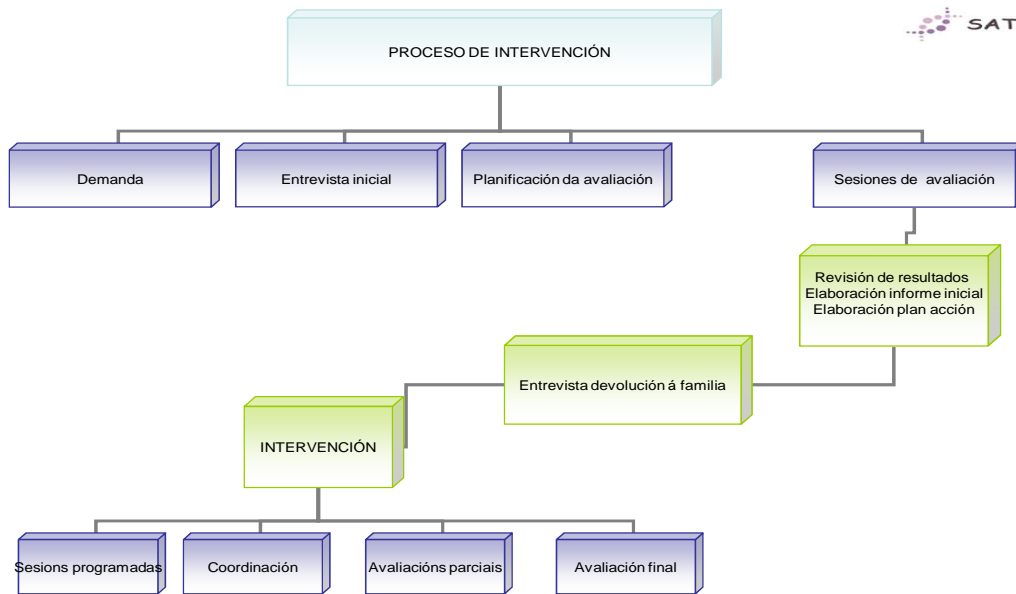 SAT
PROCESO DE INTERVENCIÓN
Demanda
Entrevista inicial
Planificación da avaliación
Sesiones de avaliación
Revisión de resultados
Elaboración informe inicial
Elaboración plan acción
Entrevista devolución á familia
INTERVENCIÓN
Sesions programadas
Coordinación
Avaliacións parciais
Avaliación final